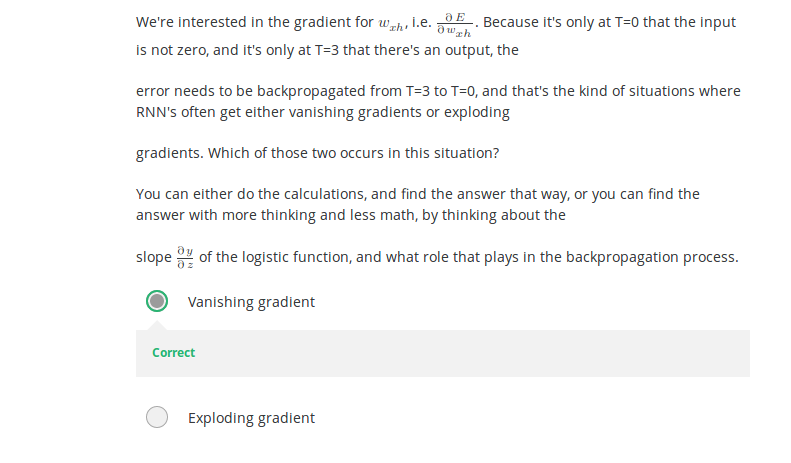 We're interested in the gradient for w_{xh}, i.e. \frac{∂ E}{∂ w_{xh}}. Because it's only at T=0 that the input
is not zero, and it's only at T=3 that there's an output, the
error needs to be backpropagated from T=3 to T=0, and that's the kind of situations where
RNN's often get either vanishing gradients or exploding
gradients. Which of those two occurs in this situation?
You can either do the calculations, and find the answer that way, or you can find the
answer with more thinking and less math, by thinking about the
slope \frac{∂ y}{∂ z} of the logistic function, and what role that plays in the backpropagation process.
Vanishing gradient
Correct
Exploding gradient